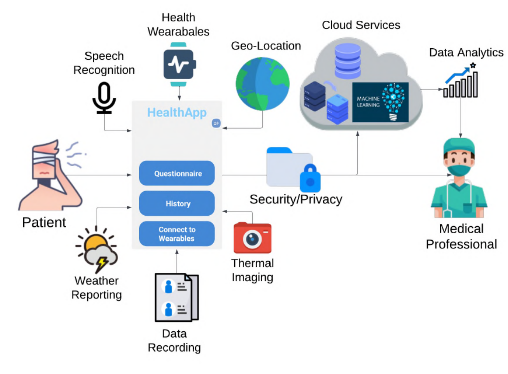 Health
Wearabales
Cloud Services
Speech
Recognition
Geo-Location
Data Analytics
HealthApp
MACHINE
LEARNING
Questionnaire
Security/Privacy
History
Patient
Connect to
Wearables
Medical
Professional
Weather
Reporting
Thermal
Imaging
Data
Recording